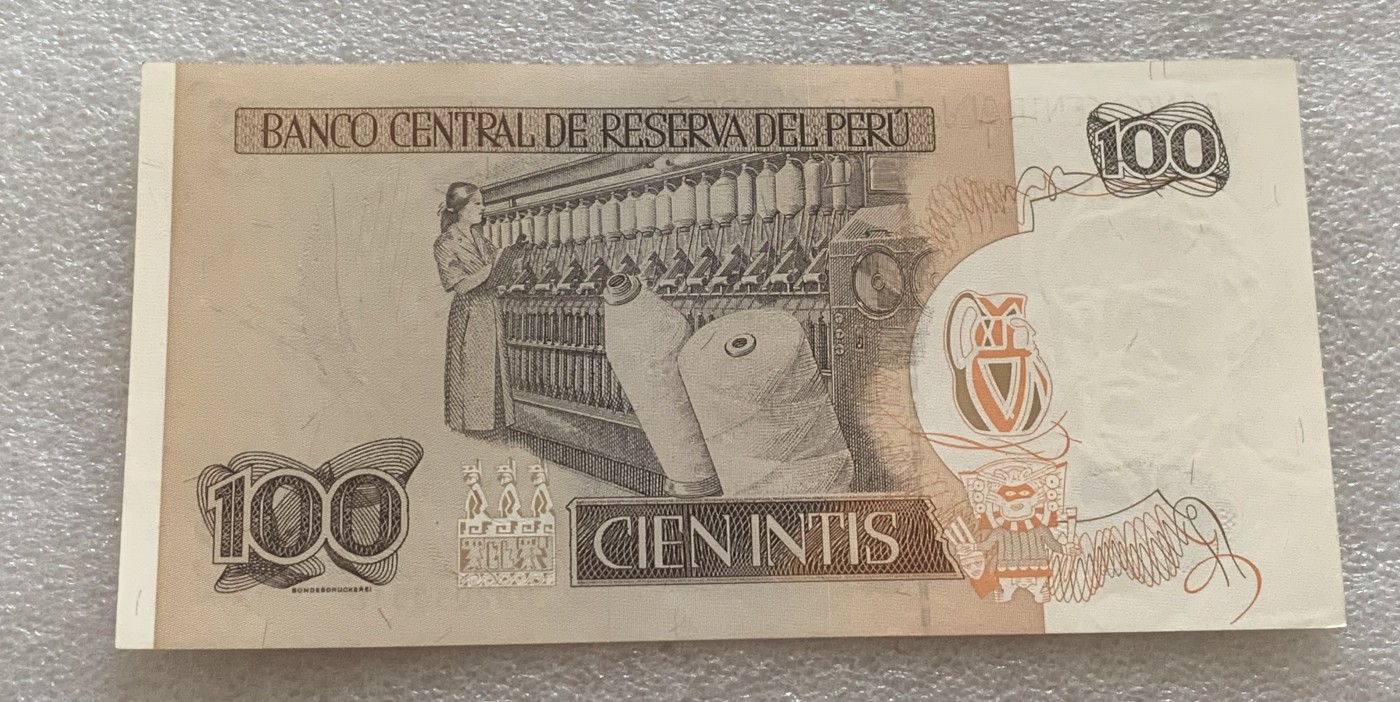 BANCO CENTRAL DE RESERVA DEL PERÚ
100
100
CIEN INTIS
BUNDESDRUCKEREI